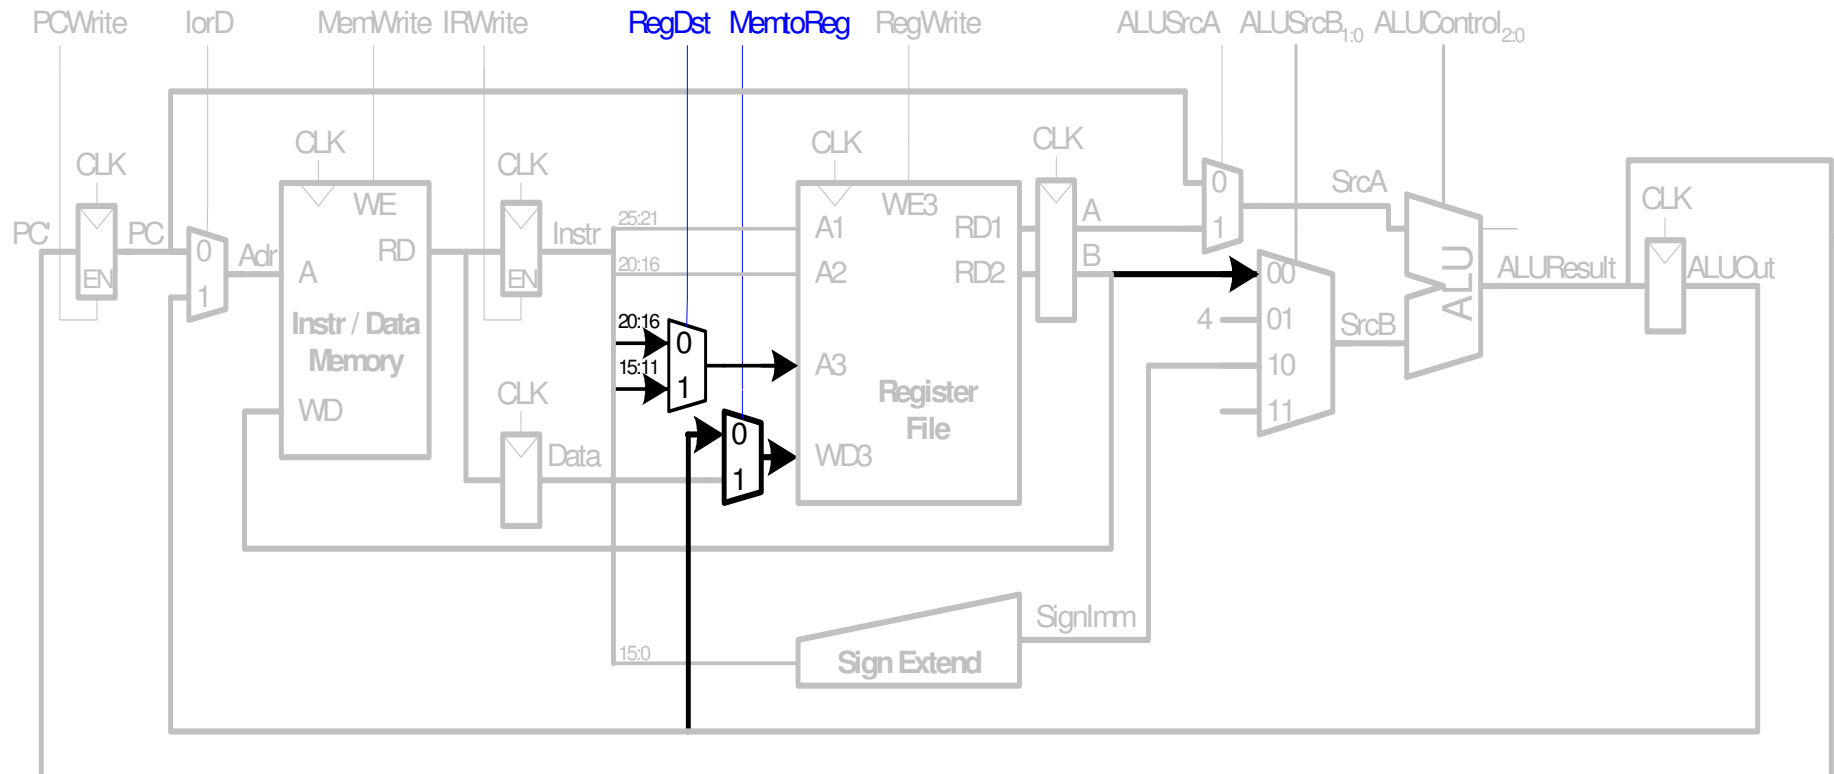 PCWrite IorD MemWrite IRWrite RegDst MemtoReg RegWrite ALUSrcA ALUSrcB1:0 ALUControl2:0
CLK CLK CLK CLK CLK CLK CLK
PC' PC EN 0 1 Adr
WE A RD
Instr / Data
Memory
WD
EN Instr
CLK
Data
25:21
20:16
20:16
15:11
15:0
0
1
0
1
WE3
A1 RD1
A2 RD2
A3
Register
File
WD3
A
B
0
1
SrcA
00
4 01
10
11
SrcB
ALU
ALUResult ALUOut
SignImm
Sign Extend